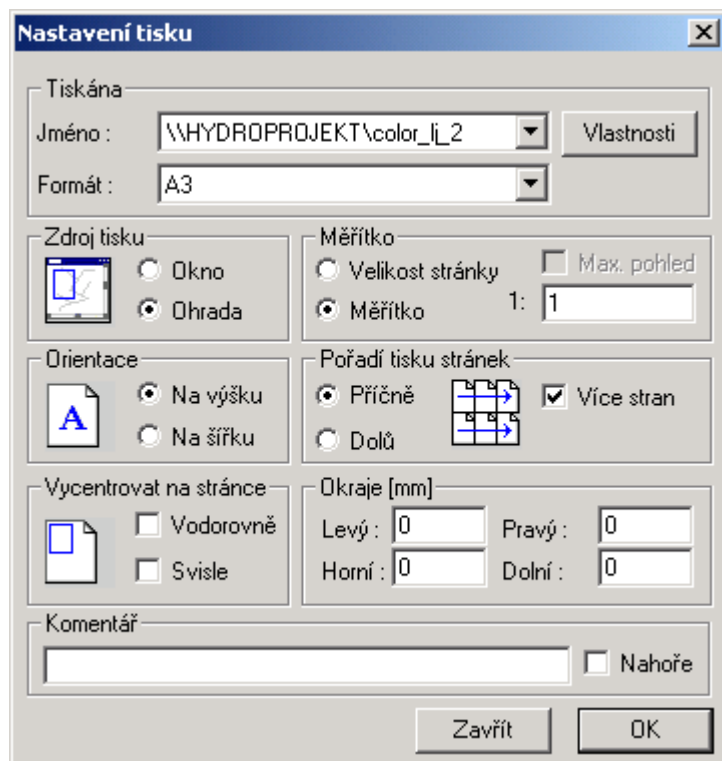 Nastavení tisku
Tiskána
Jméno : \\HYDROPROJEKT\color_lj_2 Vlastnosti
Formát : A3
Zdroj tisku
Okno
Ohrada
Měřítko
Velikost stránky Max. pohled
Měřítko 1: 1
Orientace
A
Na výšku
Na šířku
Pořadí tisku stránek
Příčně Více stran
Dolů
Vycentrovat na stránce
Vodorovně
Svisle
Okraje [mm]
Levý : 0 Pravý : 0
Horní : 0 Dolní : 0
Komentář
Nahoře
Zavřít OK